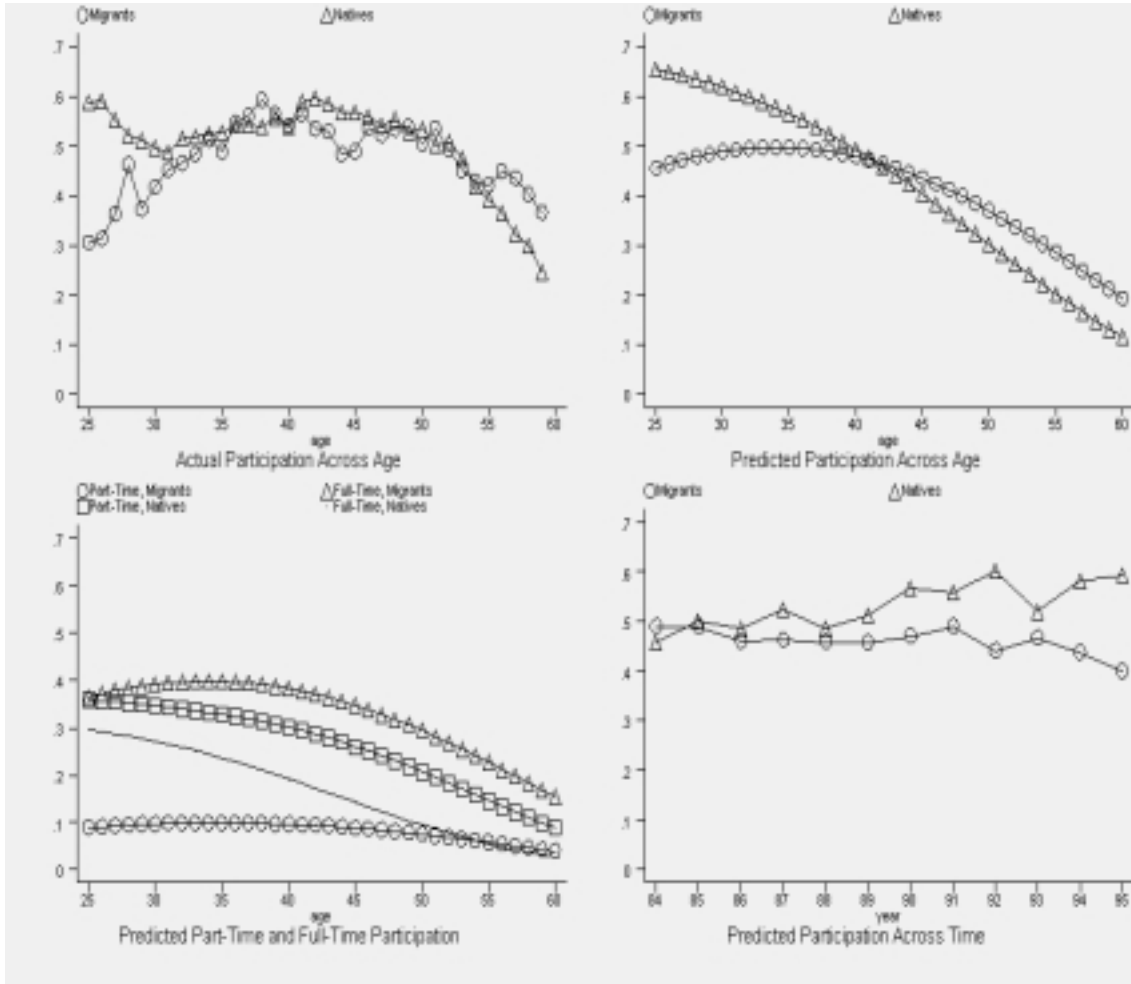 Migrants Natives
.7
.6
.5
.4
.3
.2
.1
0
25 30 35 40 45 50 55 60
age
Actual Participation Across Age
Migrants Natives
.7
.6
.5
.4
.3
.2
.1
0
25 30 35 40 45 50 55 60
age
Predicted Participation Across Age
Part-Time, Migrants Full-Time, Migrants
Part-Time, Natives Full-Time, Natives
.7
.6
.5
.4
.3
.2
.1
0
25 30 35 40 45 50 55 60
age
Predicted Part-Time and Full-Time Participation
Migrants Natives
.7
.6
.5
.4
.3
.2
.1
0
84 85 86 87 88 89 90 91 92 93 94 95
year
Predicted Participation Across Time